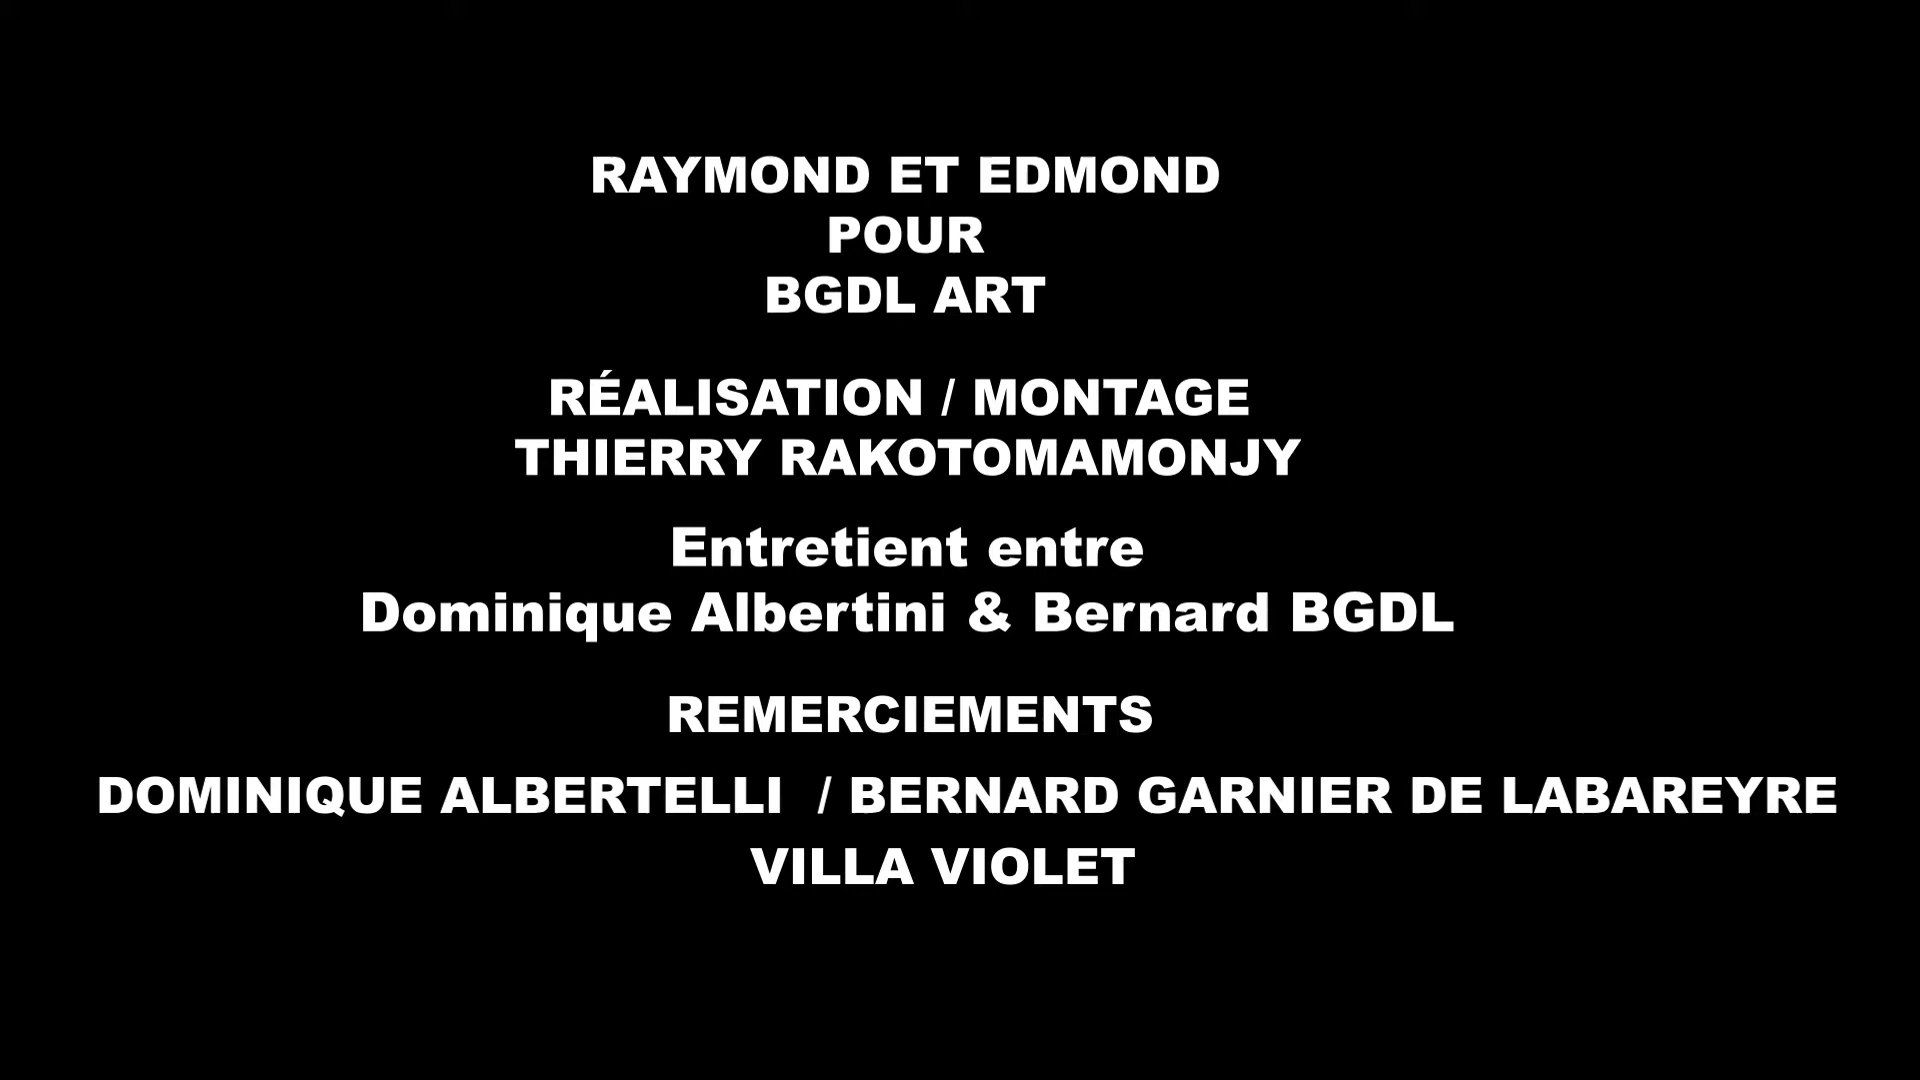 RAYMOND ET EDMOND
POUR
BGDL ART
RÉALISATION / MONTAGE
THIERRY RAKOTOMAMONJY
Entretient entre
Dominique Albertini & Bernard BGDL
REMERCIEMENTS
DOMINIQUE ALBERTELLI / BERNARD GARNIER DE LABAREYRE
VILLA VIOLET